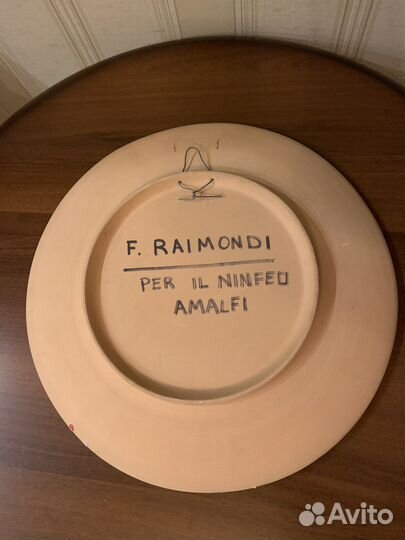 F. RAIMONDI
PER IL NINFEO
AMALFI
Avito